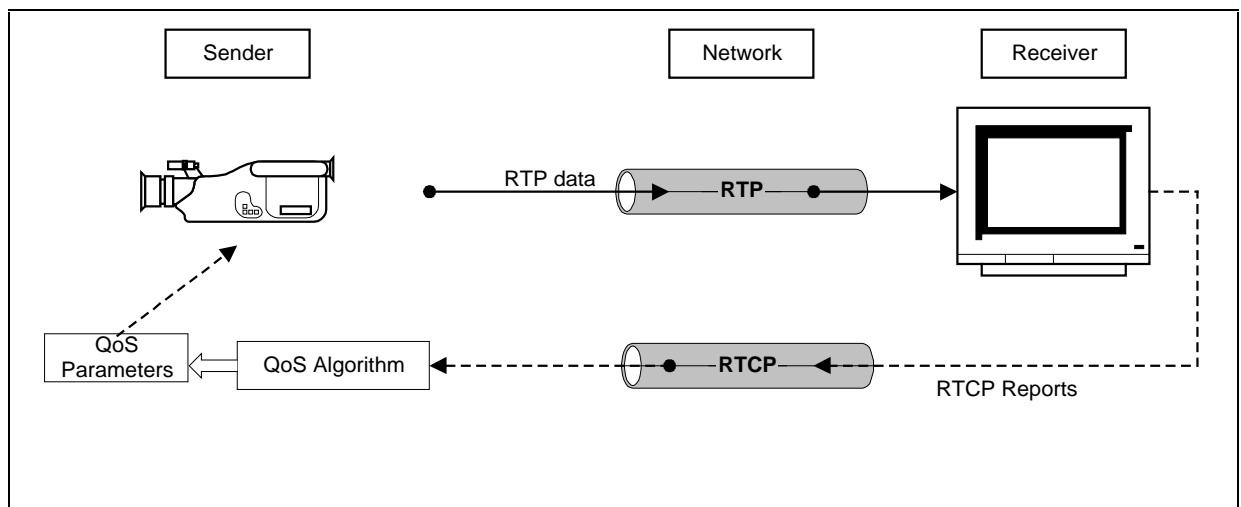 Sender
Network
Receiver
RTP data
RTP
QoS
Parameters
QoS Algorithm
RTCP
RTCP Reports